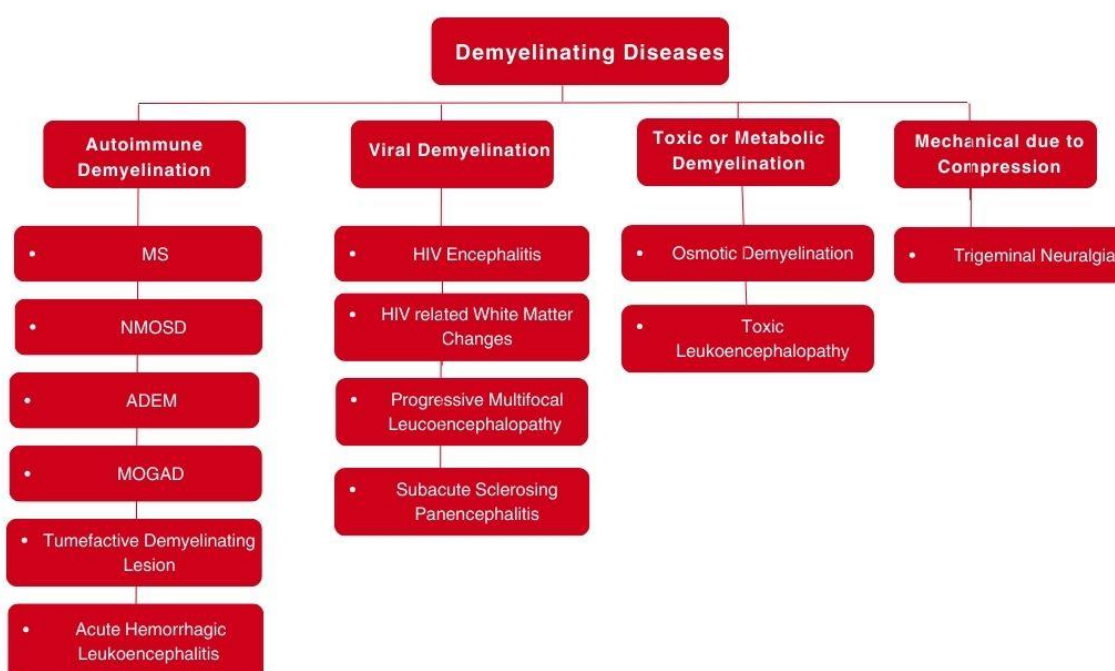 Demyelinating Diseases
Autoimmune
Demyelination
• MS
• NMOSD
• ADEM
• MOGAD
• Tumefactive Demyelinating
Lesion
• Acute Hemorrhagic
Leukoencephalitis
Viral Demyelination
• HIV Encephalitis
• HIV related White Matter
Changes
• Progressive Multifocal
Leucoencephalopathy
• Subacute Sclerosing
Panencephalitis
Toxic or Metabolic
Demyelination
• Osmotic Demyelination
• Toxic
Leukoencephalopathy
Mechanical due to
Compression
• Trigeminal Neuralgia